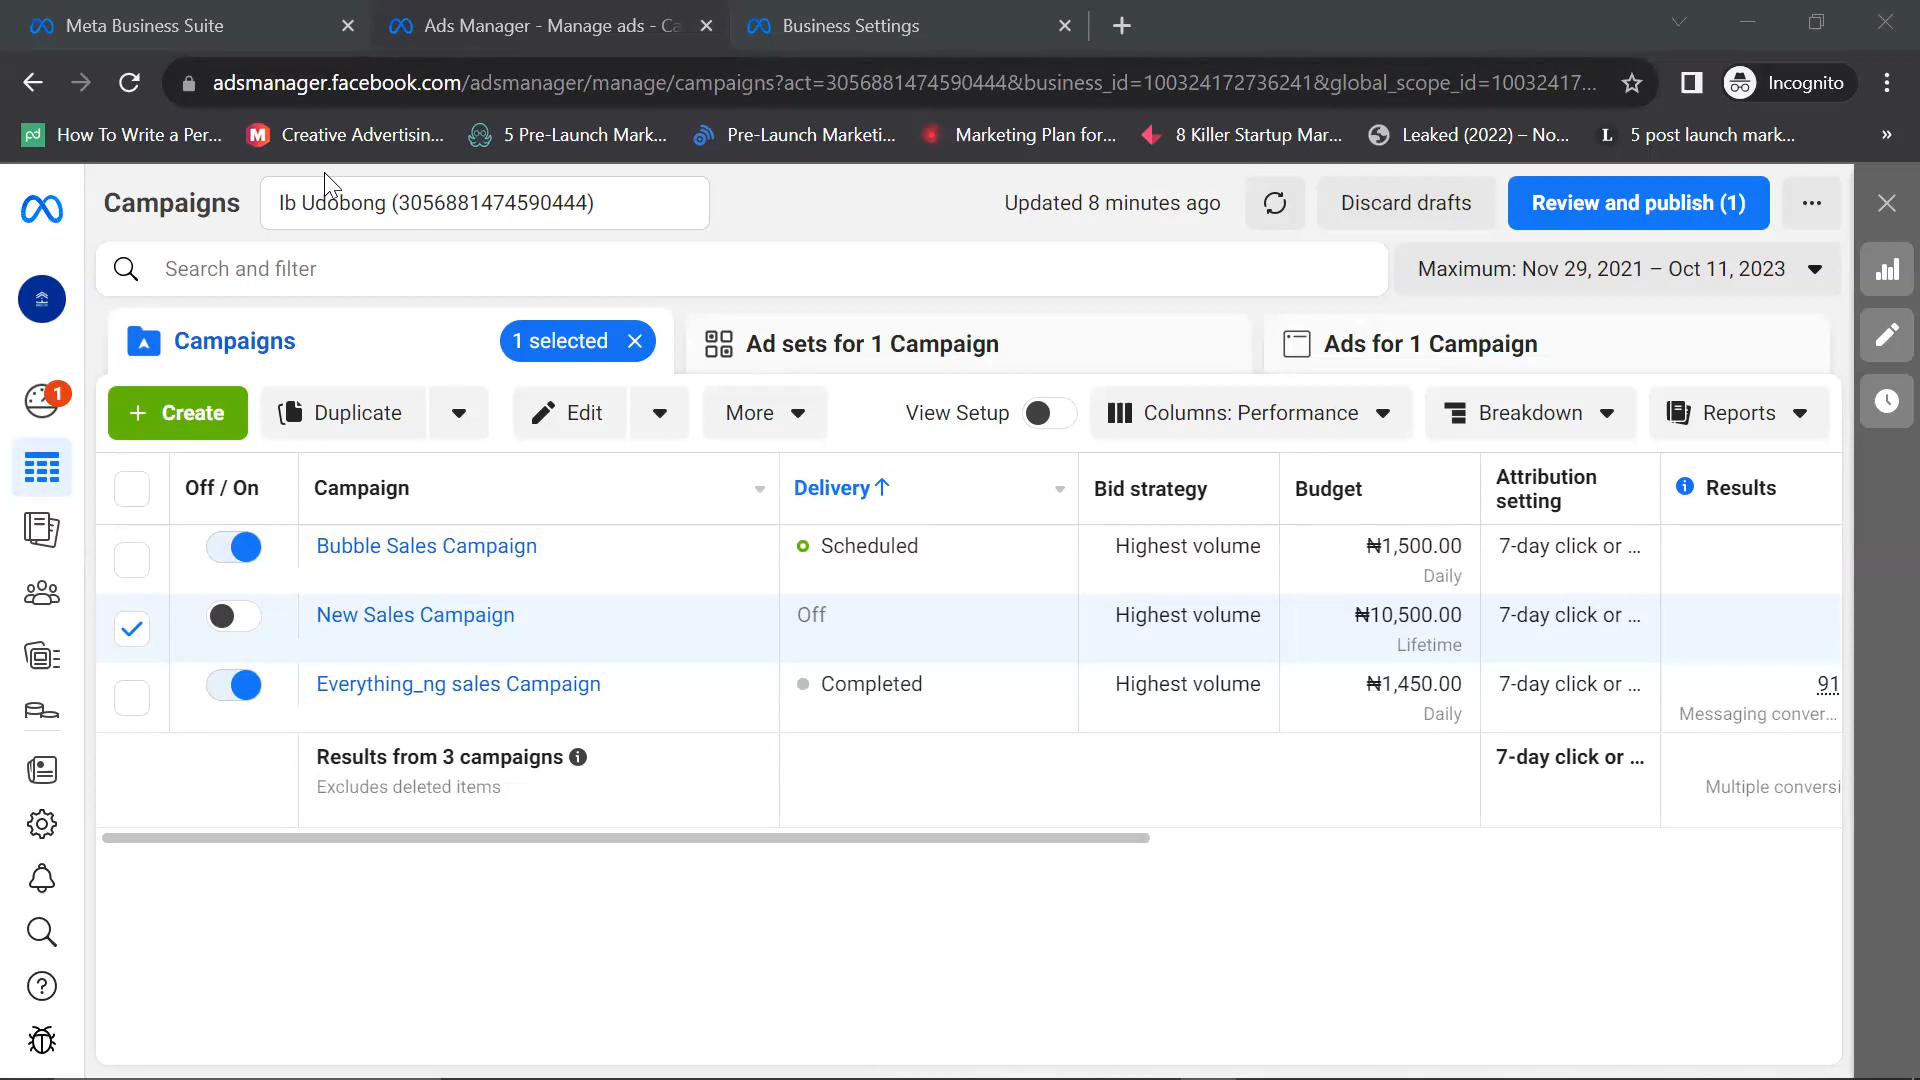 Meta Business Suite
Ads Manager - Manage ads - Ca
Business Settings
adsmanager.facebook.com/adsmanager/manage/campaigns?act=3056881474590444&business_id=100324172736241&global_scope_id=10032417...
Incognito
How To Write a Per...
Creative Advertisin...
5 Pre-Launch Mark...
Pre-Launch Marketi...
Marketing Plan for...
8 Killer Startup Mar...
Leaked (2022) – No...
5 post launch mark...
»
Campaigns
Ib Udobong (3056881474590444)
Updated 8 minutes ago
Discard drafts
Review and publish (1)
Search and filter
Maximum: Nov 29, 2021 – Oct 11, 2023
Campaigns
1 selected
Ad sets for 1 Campaign
Ads for 1 Campaign
1
+ Create
Duplicate
Edit
More
View Setup
Columns: Performance
Breakdown
Reports
Off / On
Campaign
Delivery ↑
Bid strategy
Budget
Attribution
setting
Results
Bubble Sales Campaign
Scheduled
Highest volume
₦1,500.00
Daily
7-day click or ...
New Sales Campaign
Off
Highest volume
₦10,500.00
Lifetime
7-day click or ...
Everything_ng sales Campaign
Completed
Highest volume
₦1,450.00
Daily
7-day click or ...
91
Messaging conver...
Results from 3 campaigns
Excludes deleted items
7-day click or ...
Multiple conversi